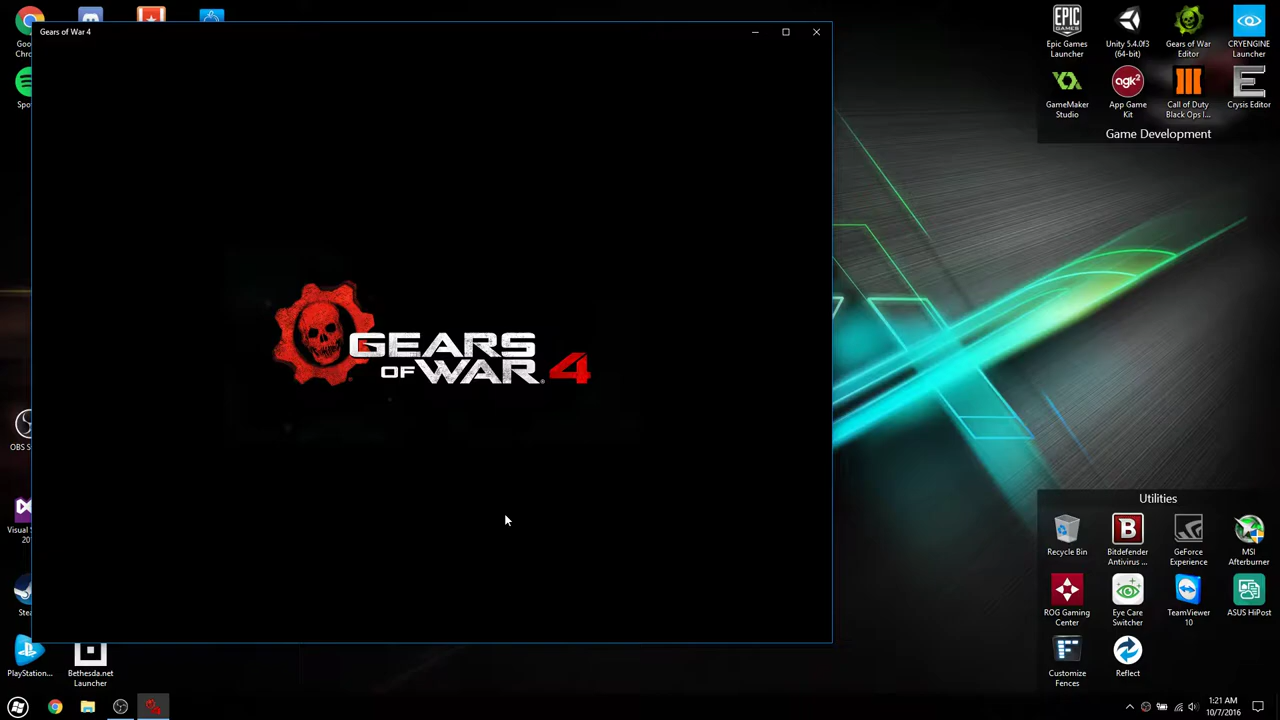 Gears of War 4
GEARS
OF WAR 4
Epic Games
Launcher
Unity 5.4.0f3
(64-bit)
Gears of War
Editor
CRYENGINE
Launcher
GameMaker
Studio
App Game
Kit
Call of Duty
Black Ops I...
Crysis Editor
Game Development
Utilities
Recycle Bin
Bitdefender
Antivirus ...
GeForce
Experience
MSI
Afterburner
ROG Gaming
Center
Eye Care
Switcher
TeamViewer
10
ASUS HiPost
Customize
Fences
Reflect
PlayStation...
Bethesda.net
Launcher
1:21 AM
10/7/2016